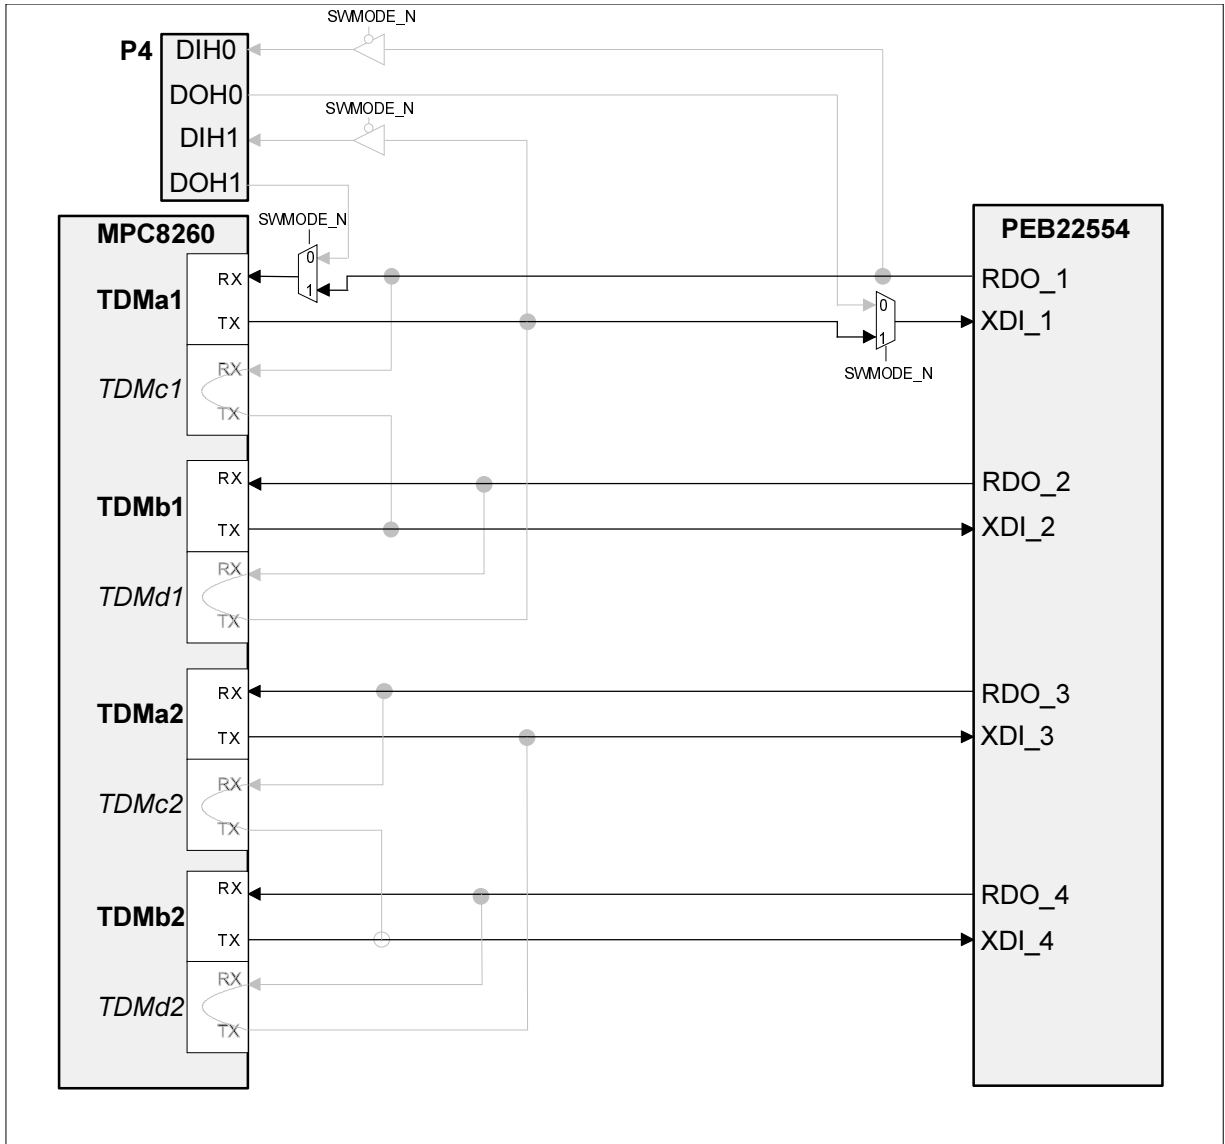 SWMODE_N
P4 DIH0
DOH0
SWMODE_N
DIH1
DOH1
SWMODE_N
MPC8260
PEB22554
0
RX
RDO_1
1
TDMa1
0
TX
XDI_1
1
SWMODE_N
RX
TDMc1
TX
RX
RDO_2
TDMb1
TX
XDI_2
RX
TDMd1
TX
RX
RDO_3
TDMa2
TX
XDI_3
RX
TDMc2
TX
RX
RDO_4
TDMb2
TX
XDI_4
RX
TDMd2
TX